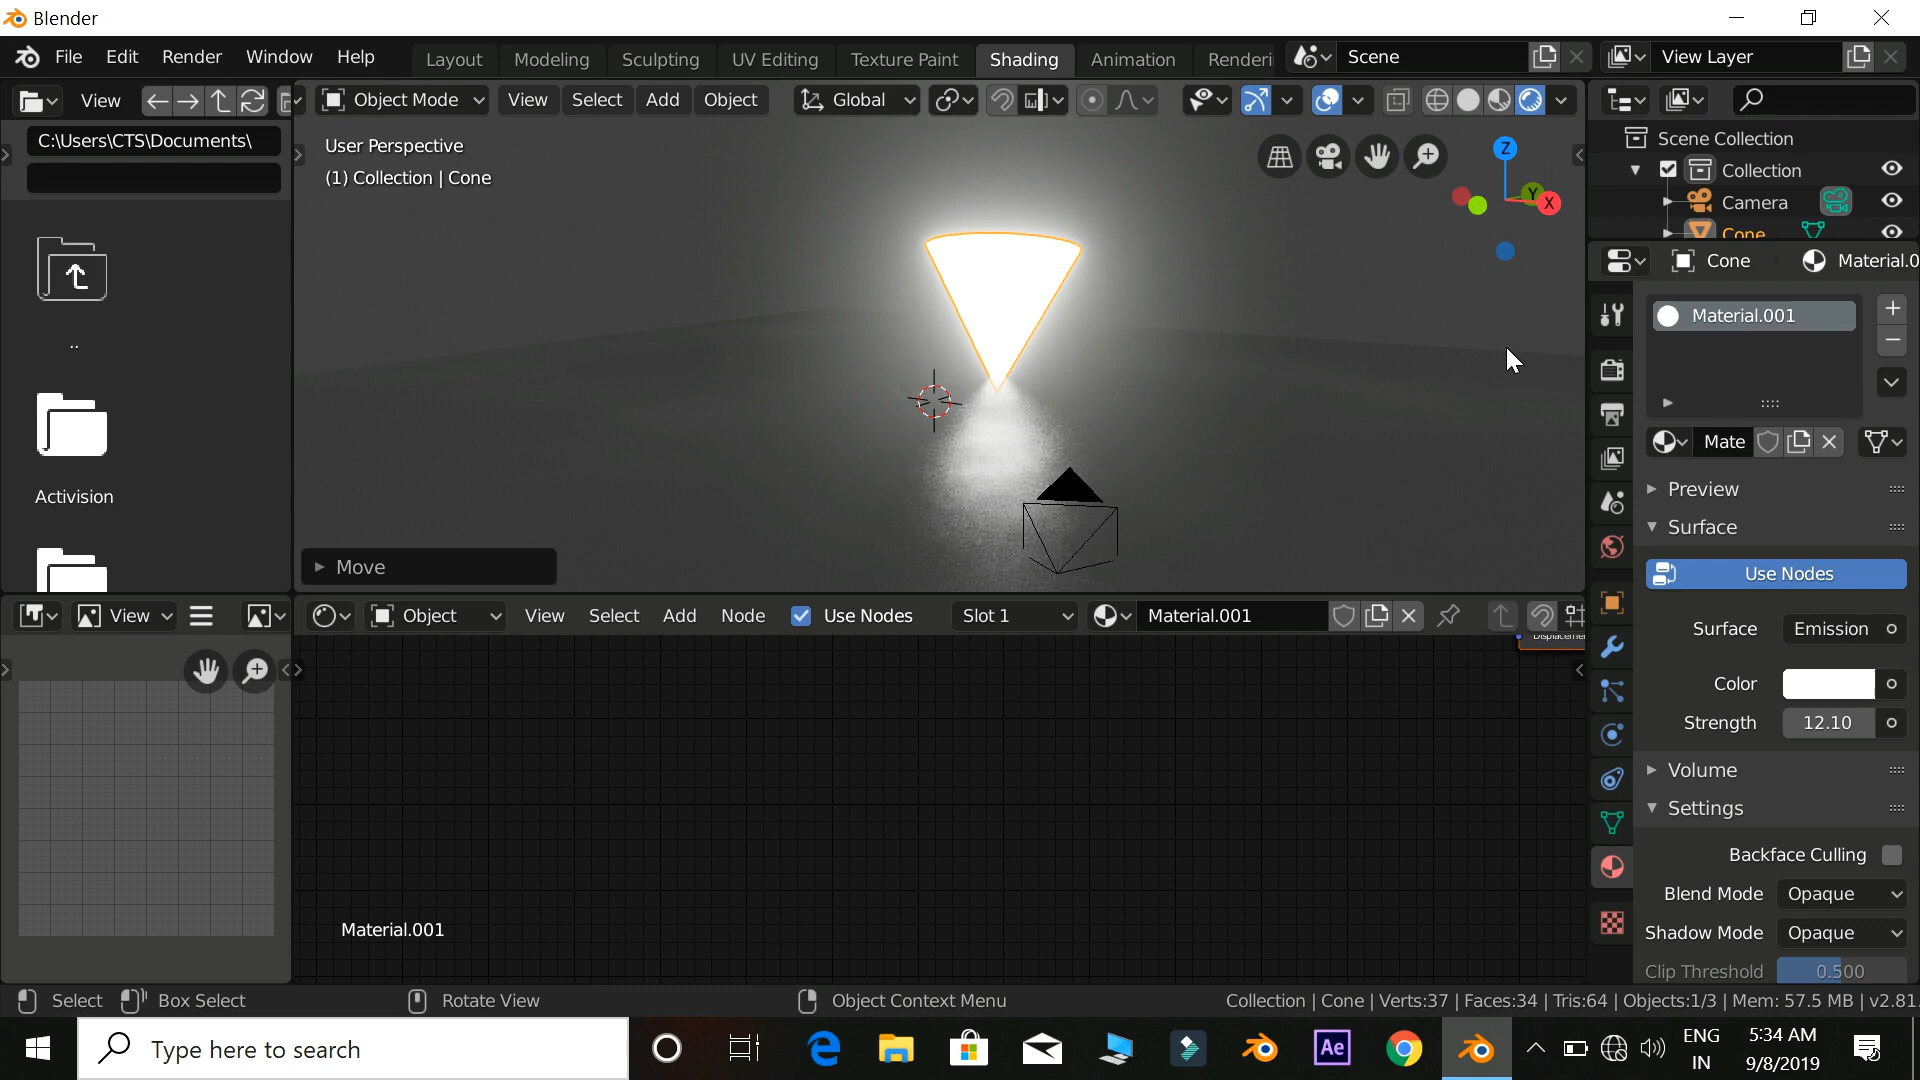 Blender
File Edit Render Window Help
Layout Modeling Sculpting UV Editing Texture Paint Shading Animation Renderi
Scene
View Layer
View
Object Mode View Select Add Object Global
C:\Users\CTS\Documents\
User Perspective
(1) Collection | Cone
Z
Y
X
Scene Collection
Collection
Camera
Cone
Cone Material.0
Material.001
..
Activision
Mate
Preview
Surface
Use Nodes
Surface Emission
Color
Strength 12.10
Volume
Settings
Backface Culling
Blend Mode Opaque
Shadow Mode Opaque
Clip Threshold 0.500
Move
View
Object View Select Add Node Use Nodes Slot 1 Material.001
Displacemen
Material.001
Select Box Select Rotate View Object Context Menu
Collection | Cone | Verts:37 | Faces:34 | Tris:64 | Objects:1/3 | Mem: 57.5 MB | v2.81.
Type here to search
Ae
ENG
IN
5:34 AM
9/8/2019